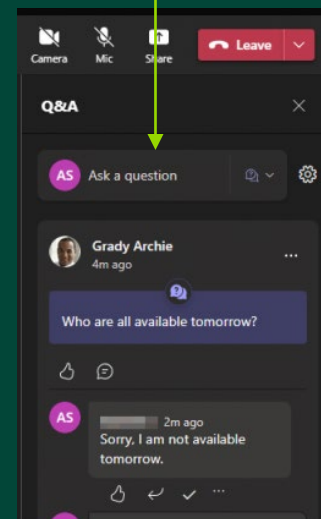 Camera Mic Share Leave
Q&A
AS Ask a question
Grady Archie
4m ago
Who are all available tomorrow?
AS 2m ago
Sorry, I am not available
tomorrow.